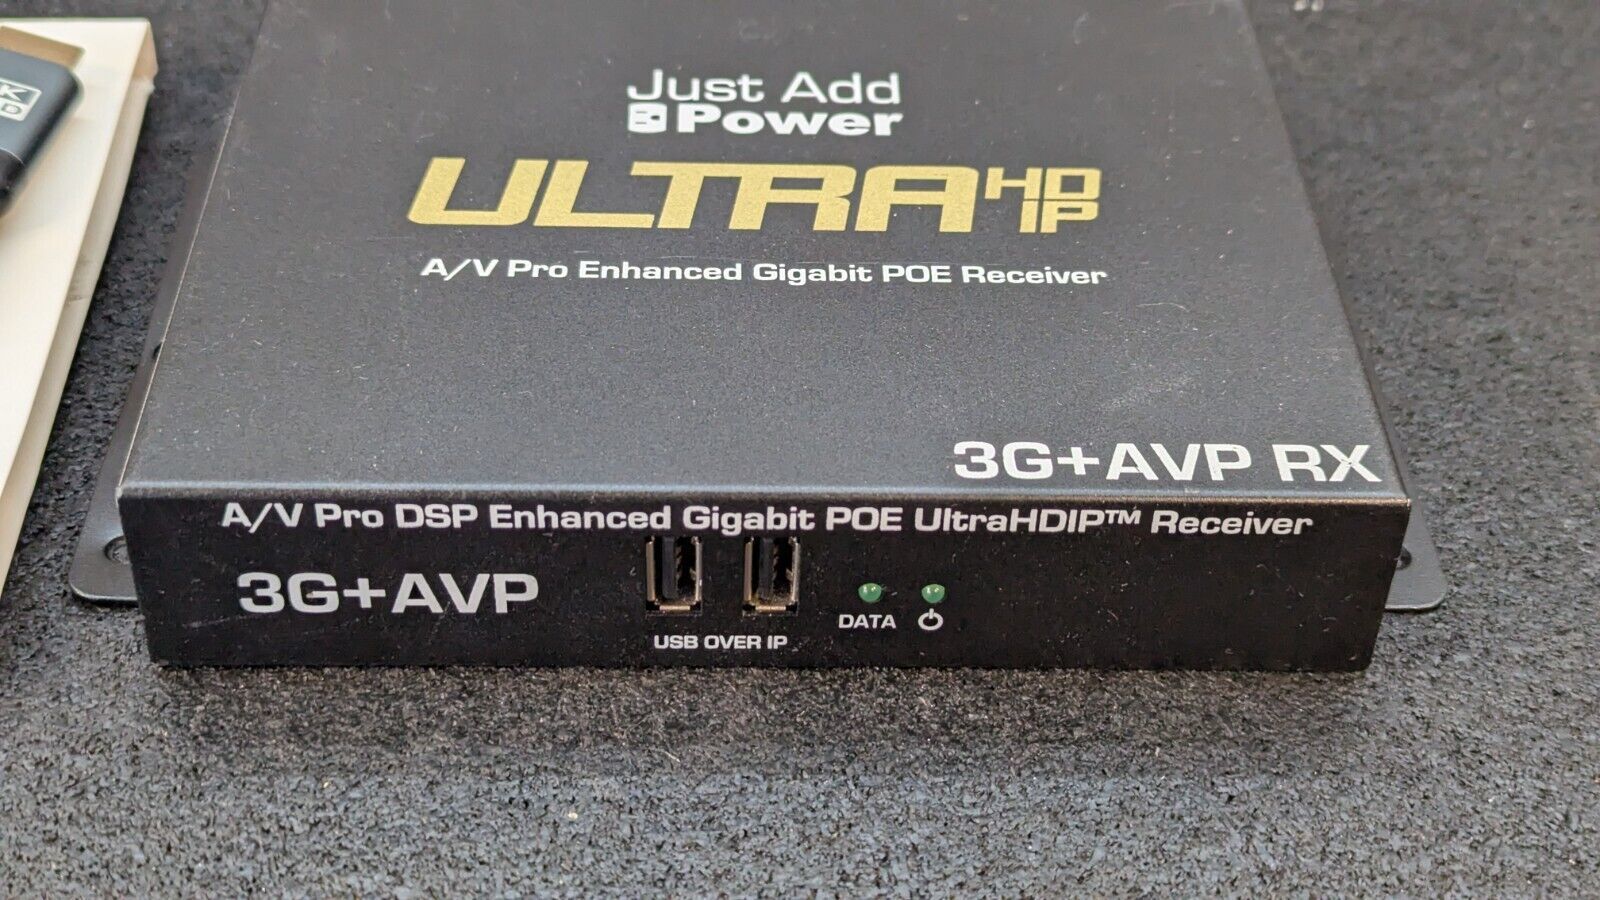 K
D
Just Add
Power
ULTRA HD IP
A/V Pro Enhanced Gigabit POE Receiver
3G+AVP RX
A/V Pro DSP Enhanced Gigabit POE UltraHDIP™ Receiver
3G+AVP
USB OVER IP
DATA